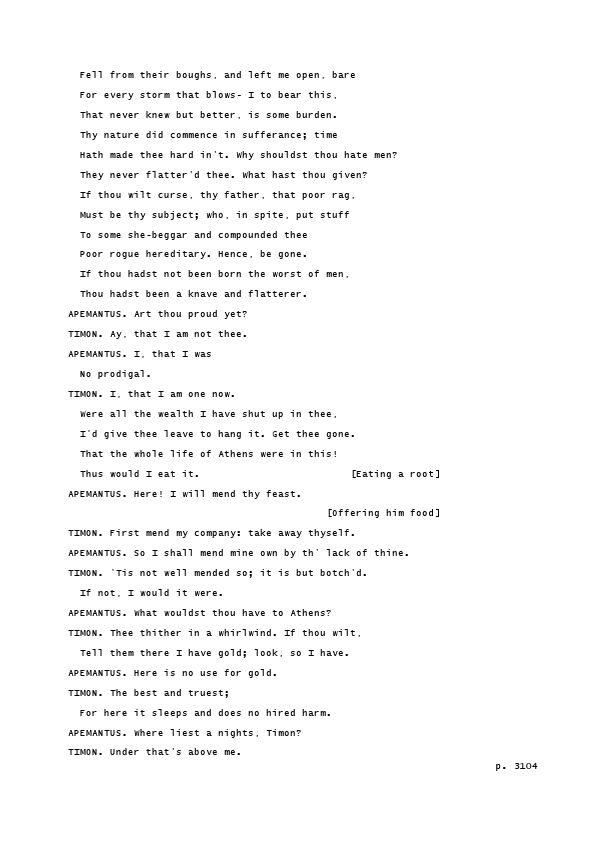 Fell from their boughs, and left me open, bare
For every storm that blows- I to bear this,
That never knew but better, is some burden.
Thy nature did commence in sufferance; time
Hath made thee hard in't. Why shouldst thou hate men?
They never flatter'd thee. What hast thou given?
If thou wilt curse, thy father, that poor rag,
Must be thy subject; who, in spite, put stuff
To some she-beggar and compounded thee
Poor rogue hereditary. Hence, be gone.
If thou hadst not been born the worst of men,
Thou hadst been a knave and flatterer.
APEMANTUS. Art thou proud yet?
TIMON. Ay, that I am not thee.
APEMANTUS. I, that I was
No prodigal.
TIMON. I, that I am one now.
Were all the wealth I have shut up in thee,
I'd give thee leave to hang it. Get thee gone.
That the whole life of Athens were in this!
Thus would I eat it. [Eating a root]
APEMANTUS. Here! I will mend thy feast.
[Offering him food]
TIMON. First mend my company: take away thyself.
APEMANTUS. So I shall mend mine own by th' lack of thine.
TIMON. 'Tis not well mended so; it is but botch'd.
If not, I would it were.
APEMANTUS. What wouldst thou have to Athens?
TIMON. Thee thither in a whirlwind. If thou wilt,
Tell them there I have gold; look, so I have.
APEMANTUS. Here is no use for gold.
TIMON. The best and truest;
For here it sleeps and does no hired harm.
APEMANTUS. Where liest a nights, Timon?
TIMON. Under that's above me.
p. 3104